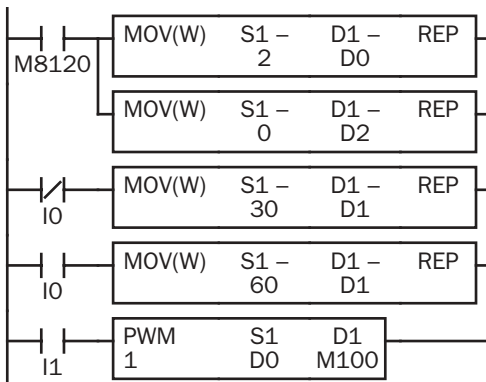 MOV(W) S1 – D1 – REP
2 D0
M8120
MOV(W) S1 – D1 – REP
0 D2
MOV(W) S1 – D1 – REP
30 D1
I0
MOV(W) S1 – D1 – REP
60 D1
I0
PWM S1 D1
1 D0 M100
I1